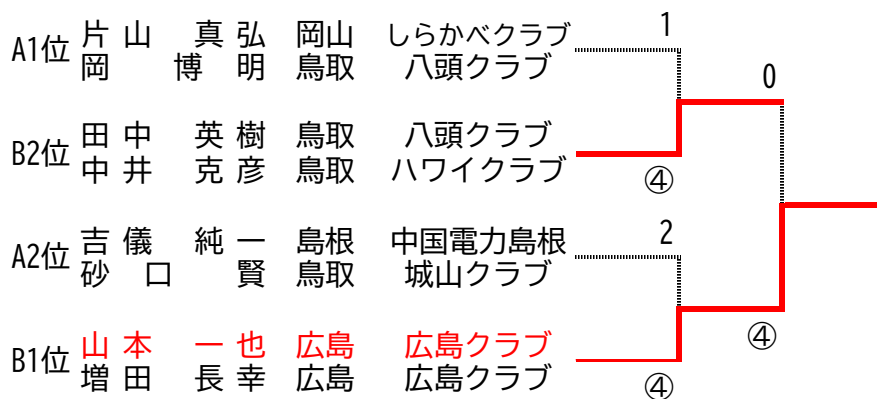 A1位 片山 真弘 岡山 しらかべクラブ 1
岡 博明 鳥取 八頭クラブ
0
B2位 田中 英樹 鳥取 八頭クラブ
中井 克彦 鳥取 ハワイクラブ ④
A2位 吉儀 純一 島根 中国電力島根 2
砂口 賢 鳥取 城山クラブ
④
B1位 山本 一也 広島 広島クラブ
増田 長幸 広島 広島クラブ ④